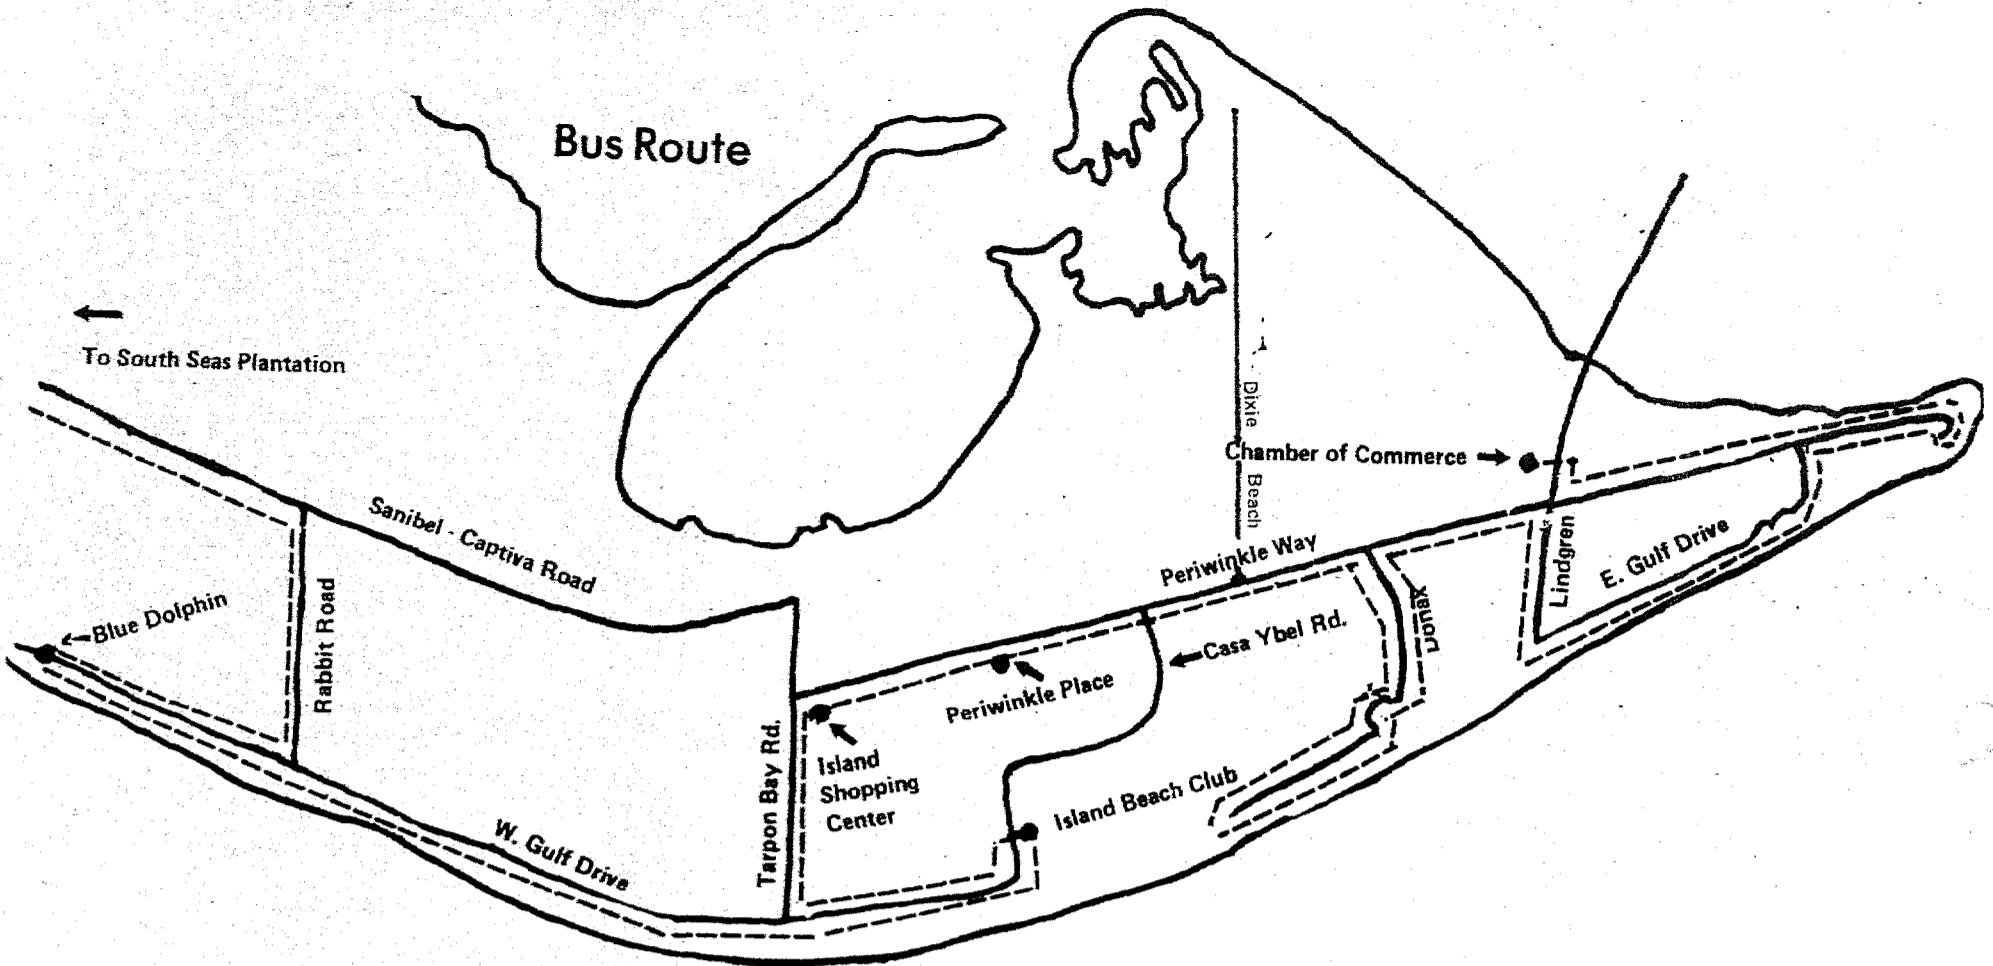 Bus Route
To South Seas Plantation
Dixie Beach
Chamber of Commerce
Sanibel - Captiva Road
Periwinkle Way
Lindgren
E. Gulf Drive
Blue Dolphin
Rabbit Road
Donax
Casa Ybel Rd.
Periwinkle Place
Tarpon Bay Rd.
Island
Shopping
Center
Island Beach Club
W. Gulf Drive